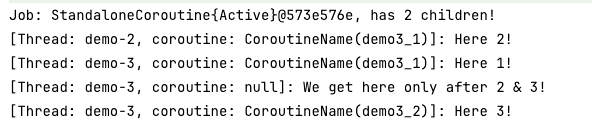 Job: StandaloneCoroutine{Active}@573e576e, has 2 children!
[Thread: demo-2, coroutine: CoroutineName(demo3_1)]: Here 2!
[Thread: demo-3, coroutine: CoroutineName(demo3_1)]: Here 1!
[Thread: demo-3, coroutine: null]: We get here only after 2 & 3!
[Thread: demo-3, coroutine: CoroutineName(demo3_2)]: Here 3!